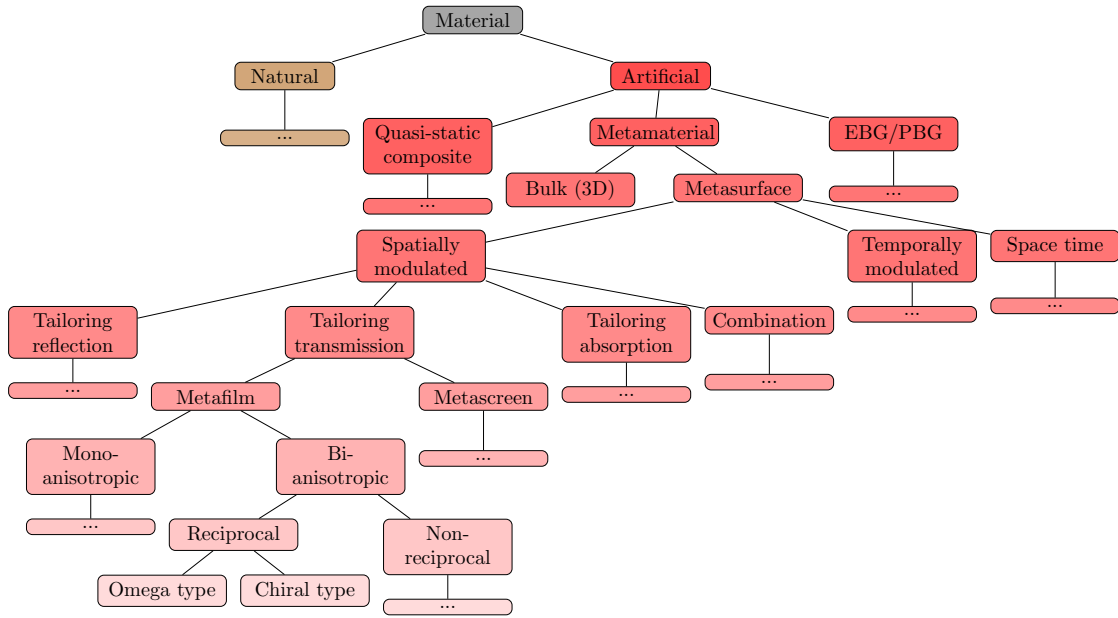 Material
Natural
Artificial
...
Quasi-static
composite
Metamaterial
EBG/PBG
...
Bulk (3D)
Metasurface
...
Spatially
modulated
Temporally
modulated
Space time
...
...
Tailoring
reflection
Tailoring
transmission
Tailoring
absorption
Combination
...
Metafilm
Metascreen
...
...
Mono-
anisotropic
Bi-
anisotropic
...
...
Reciprocal
Non-
reciprocal
Omega type
Chiral type
...